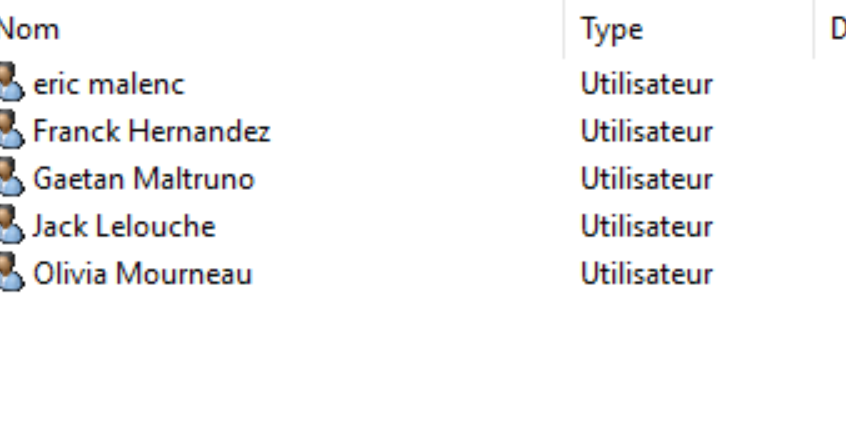 Nom Type D
eric malenc Utilisateur
Franck Hernandez Utilisateur
Gaetan Maltruno Utilisateur
Jack Lelouche Utilisateur
Olivia Mourneau Utilisateur